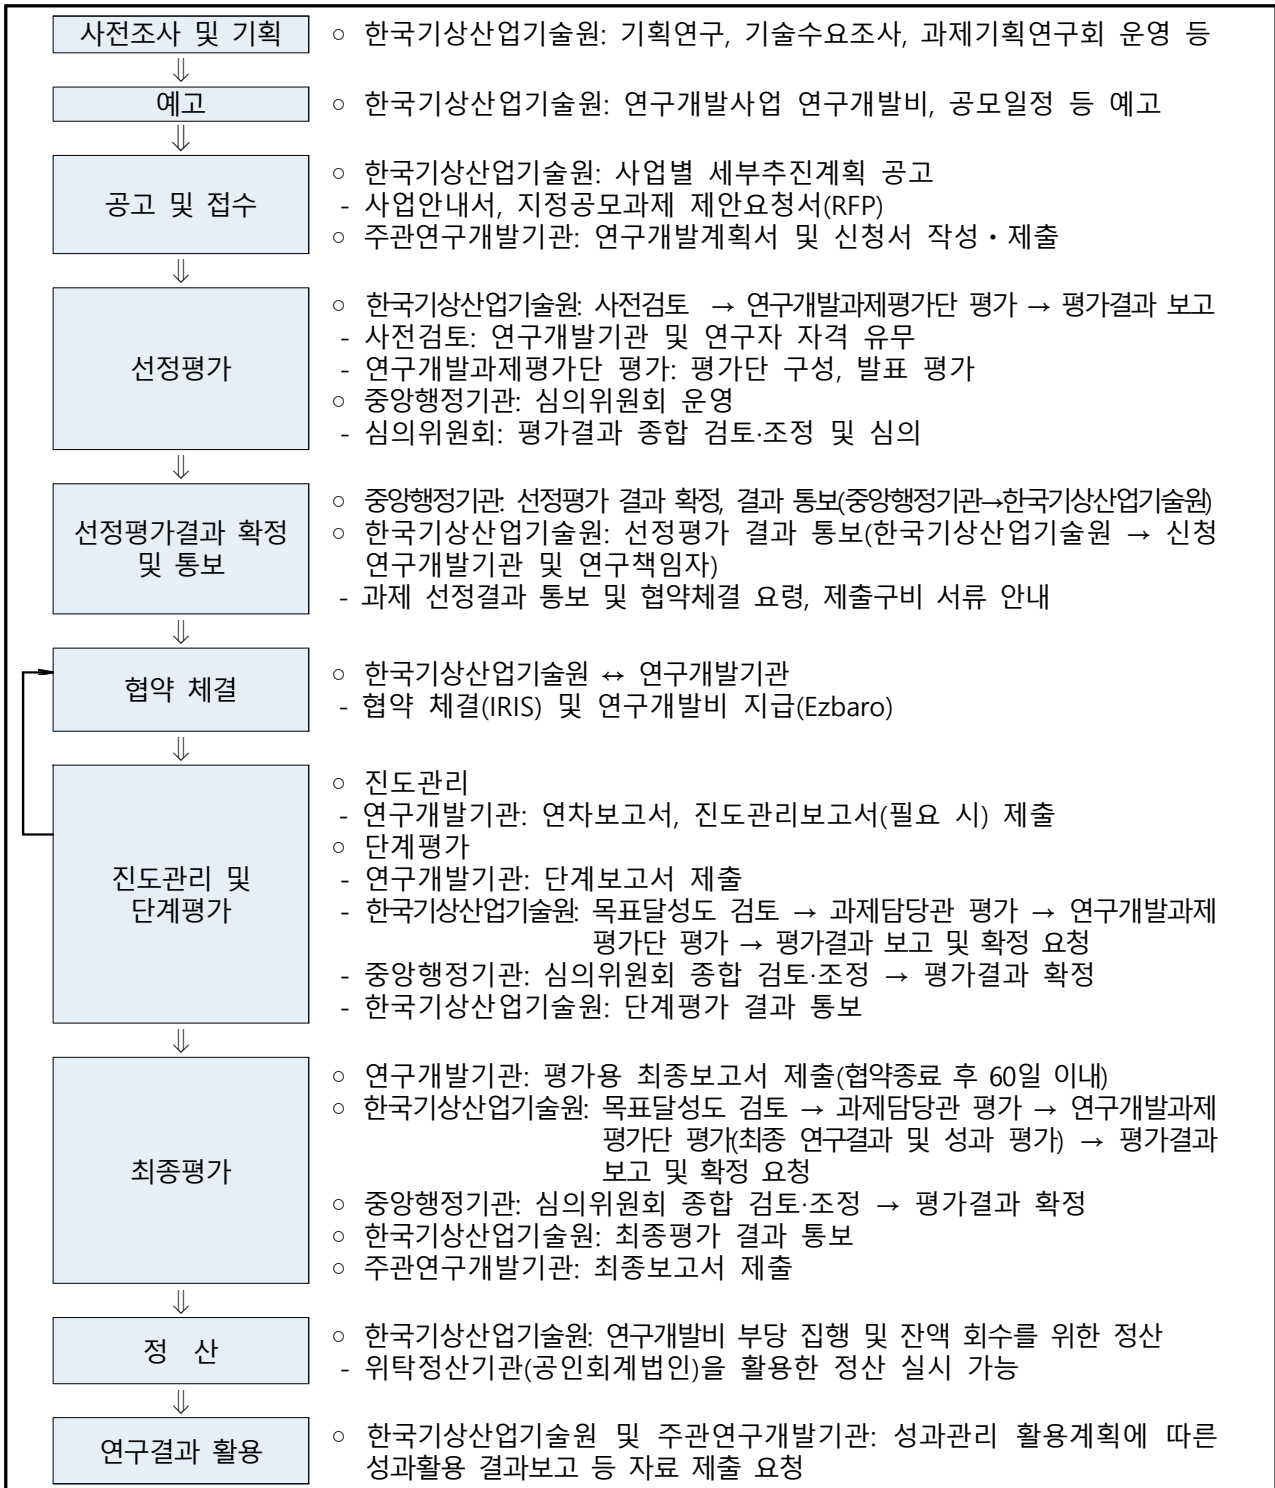 사전조사 및 기획
○ 한국기상산업기술원: 기획연구, 기술수요조사, 과제기획연구회 운영 등
⇓
예고
○ 한국기상산업기술원: 연구개발사업 연구개발비, 공모일정 등 예고
⇓
공고 및 접수
○ 한국기상산업기술원: 사업별 세부추진계획 공고
- 사업안내서, 지정공모과제 제안요청서(RFP)
○ 주관연구개발기관: 연구개발계획서 및 신청서 작성・제출
⇓
선정평가
○ 한국기상산업기술원: 사전검토 → 연구개발과제평가단 평가 → 평가결과 보고
- 사전검토: 연구개발기관 및 연구자 자격 유무
- 연구개발과제평가단 평가: 평가단 구성, 발표 평가
○ 중앙행정기관: 심의위원회 운영
- 심의위원회: 평가결과 종합 검토·조정 및 심의
⇓
선정평가결과 확정
및 통보
○ 중앙행정기관: 선정평가 결과 확정, 결과 통보(중앙행정기관→한국기상산업기술원)
○ 한국기상산업기술원: 선정평가 결과 통보(한국기상산업기술원 → 신청
연구개발기관 및 연구책임자)
- 과제 선정결과 통보 및 협약체결 요령, 제출구비 서류 안내
⇓
협약 체결
○ 한국기상산업기술원 ↔ 연구개발기관
- 협약 체결(IRIS) 및 연구개발비 지급(Ezbaro)
⇓
진도관리 및
단계평가
○ 진도관리
- 연구개발기관: 연차보고서, 진도관리보고서(필요 시) 제출
○ 단계평가
- 연구개발기관: 단계보고서 제출
- 한국기상산업기술원: 목표달성도 검토 → 과제담당관 평가 → 연구개발과제
평가단 평가 → 평가결과 보고 및 확정 요청
- 중앙행정기관: 심의위원회 종합 검토·조정 → 평가결과 확정
- 한국기상산업기술원: 단계평가 결과 통보
⇓
최종평가
○ 연구개발기관: 평가용 최종보고서 제출(협약종료 후 60일 이내)
○ 한국기상산업기술원: 목표달성도 검토 → 과제담당관 평가 → 연구개발과제
평가단 평가(최종 연구결과 및 성과 평가) → 평가결과
보고 및 확정 요청
○ 중앙행정기관: 심의위원회 종합 검토·조정 → 평가결과 확정
○ 한국기상산업기술원: 최종평가 결과 통보
○ 주관연구개발기관: 최종보고서 제출
⇓
정 산
○ 한국기상산업기술원: 연구개발비 부당 집행 및 잔액 회수를 위한 정산
- 위탁정산기관(공인회계법인)을 활용한 정산 실시 가능
⇓
연구결과 활용
○ 한국기상산업기술원 및 주관연구개발기관: 성과관리 활용계획에 따른
성과활용 결과보고 등 자료 제출 요청